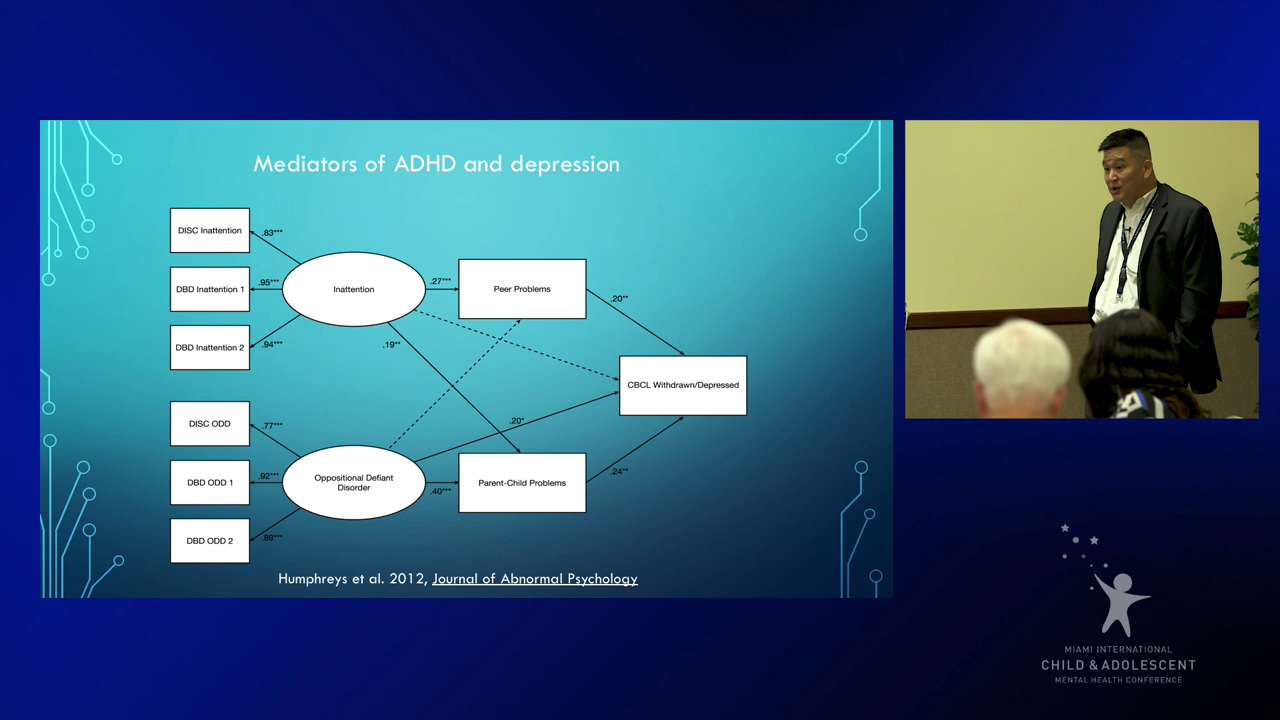 Mediators of ADHD and depression
DISC Inattention
.83***
DBD Inattention 1
.95***
Inattention
.27***
Peer Problems
.20**
DBD Inattention 2
.94***
.19**
CBCL Withdrawn/Depressed
DISC ODD
.77***
.20*
.24**
DBD ODD 1
.92***
Oppositional Defiant
Disorder
.40***
Parent-Child Problems
DBD ODD 2
.89***
Humphreys et al. 2012, Journal of Abnormal Psychology
MIAMI INTERNATIONAL
CHILD & ADOLESCENT
MENTAL HEALTH CONFERENCE